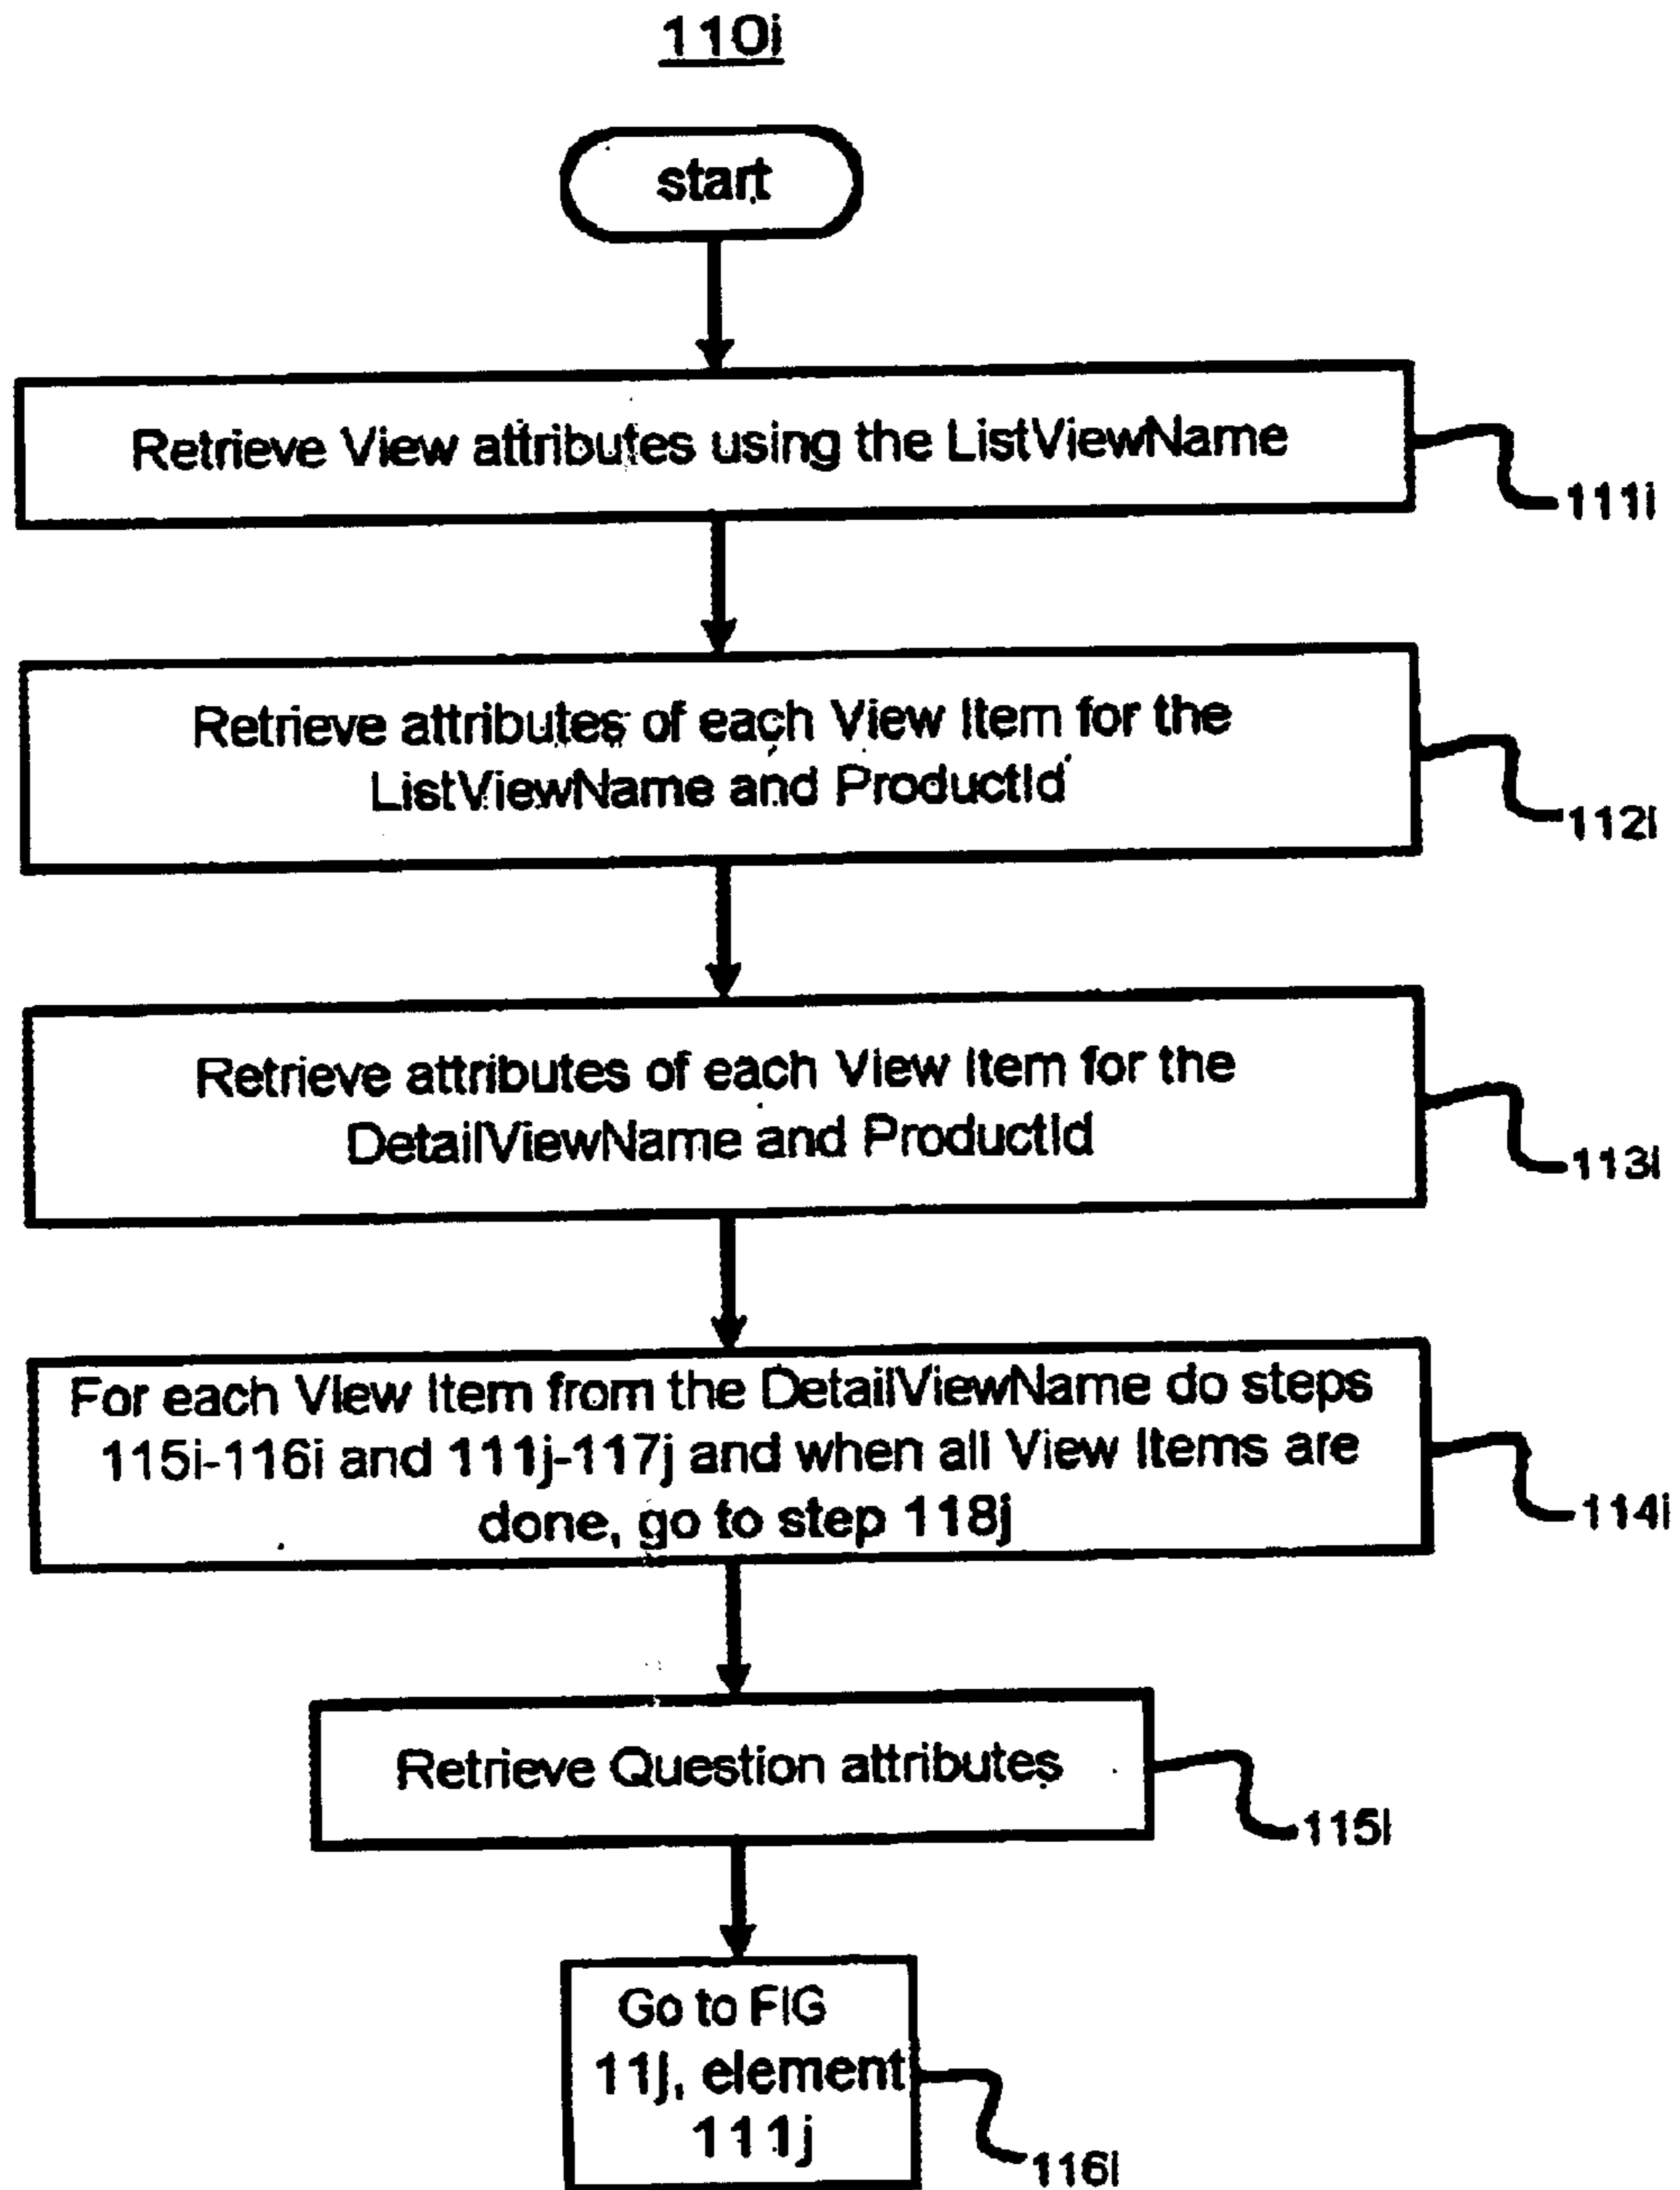 110i
start
Retrieve View attributes using the ListViewName
111i
Retrieve attributes of each View Item for the
ListViewName and ProductId
112i
Retrieve attributes of each View Item for the
DetailViewName and ProductId
113i
For each View Item from the DetailViewName do steps
115i-116i and 111j-117j and when all View Items are
done, go to step 118j
114i
Retrieve Question attributes
115i
Go to FIG
11j, element
111j
116i